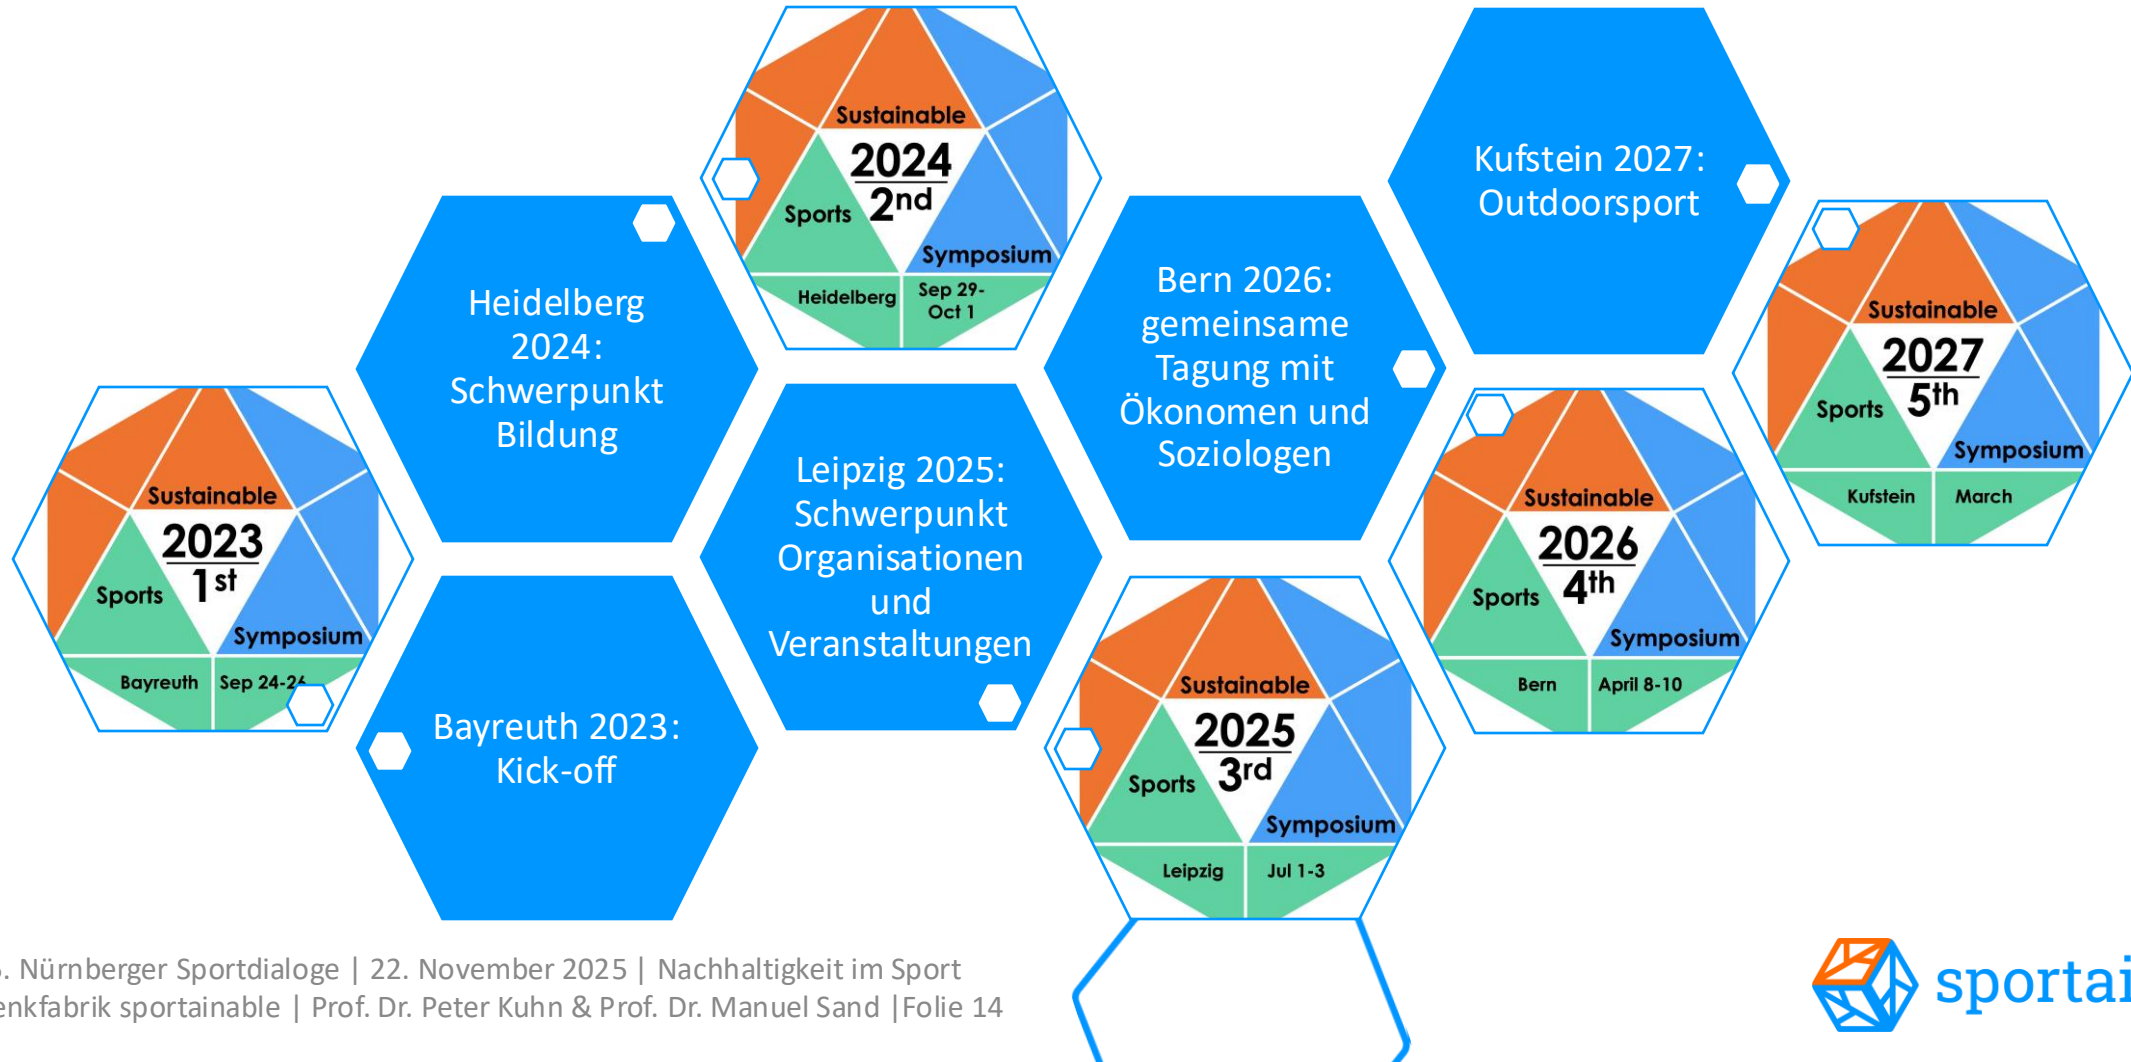 Sustainable
2023
1st
Sports
Symposium
Bayreuth
Sep 24-26
Bayreuth 2023:
Kick-off
Heidelberg
2024:
Schwerpunkt
Bildung
Sustainable
2024
2nd
Sports
Symposium
Heidelberg
Sep 29-
Oct 1
Leipzig 2025:
Schwerpunkt
Organisationen
und
Veranstaltungen
Sustainable
2025
3rd
Sports
Symposium
Leipzig
Jul 1-3
Bern 2026:
gemeinsame
Tagung mit
Ökonomen und
Soziologen
Sustainable
2026
4th
Sports
Symposium
Bern
April 8-10
Kufstein 2027:
Outdoorsport
Sustainable
2027
5th
Sports
Symposium
Kufstein
March
. Nürnberger Sportdialoge | 22. November 2025 | Nachhaltigkeit im Sport
enkfabrik sportainable | Prof. Dr. Peter Kuhn & Prof. Dr. Manuel Sand |Folie 14
sportai